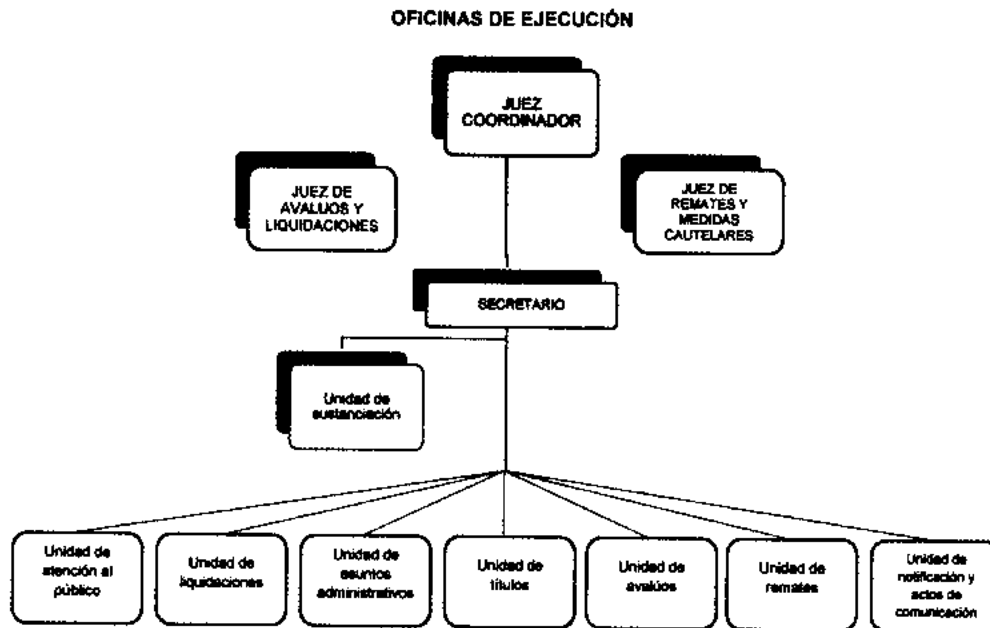 OFICINAS DE EJECUCIÓN
JUEZ
COORDINADOR
JUEZ DE
AVALUOS Y
LIQUIDACIONES
JUEZ DE
REMATES Y
MEDIDAS
CAUTELARES
SECRETARIO
Unidad de
sustanciación
Unidad de
atención al
público
Unidad de
liquidaciones
Unidad de
asuntos
administrativos
Unidad de
títulos
Unidad de
avalúos
Unidad de
remates
Unidad de
notificación y
actos de
comunicación